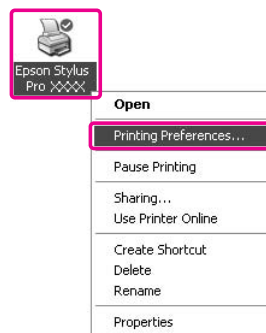 Epson Stylus
Pro XXXX
Open
Printing Preferences...
Pause Printing
Sharing...
Use Printer Online
Create Shortcut
Delete
Rename
Properties